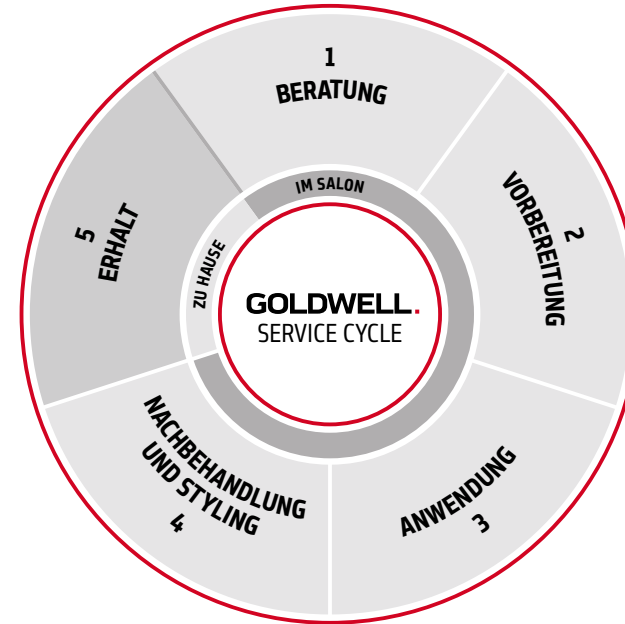 1
BERATUNG
2
VORBEREITUNG
3
ANWENDUNG
NACHBEHANDLUNG
UND STYLING
4
5
ERHALT
IM SALON
ZU HAUSE
GOLDWELL.
SERVICE CYCLE